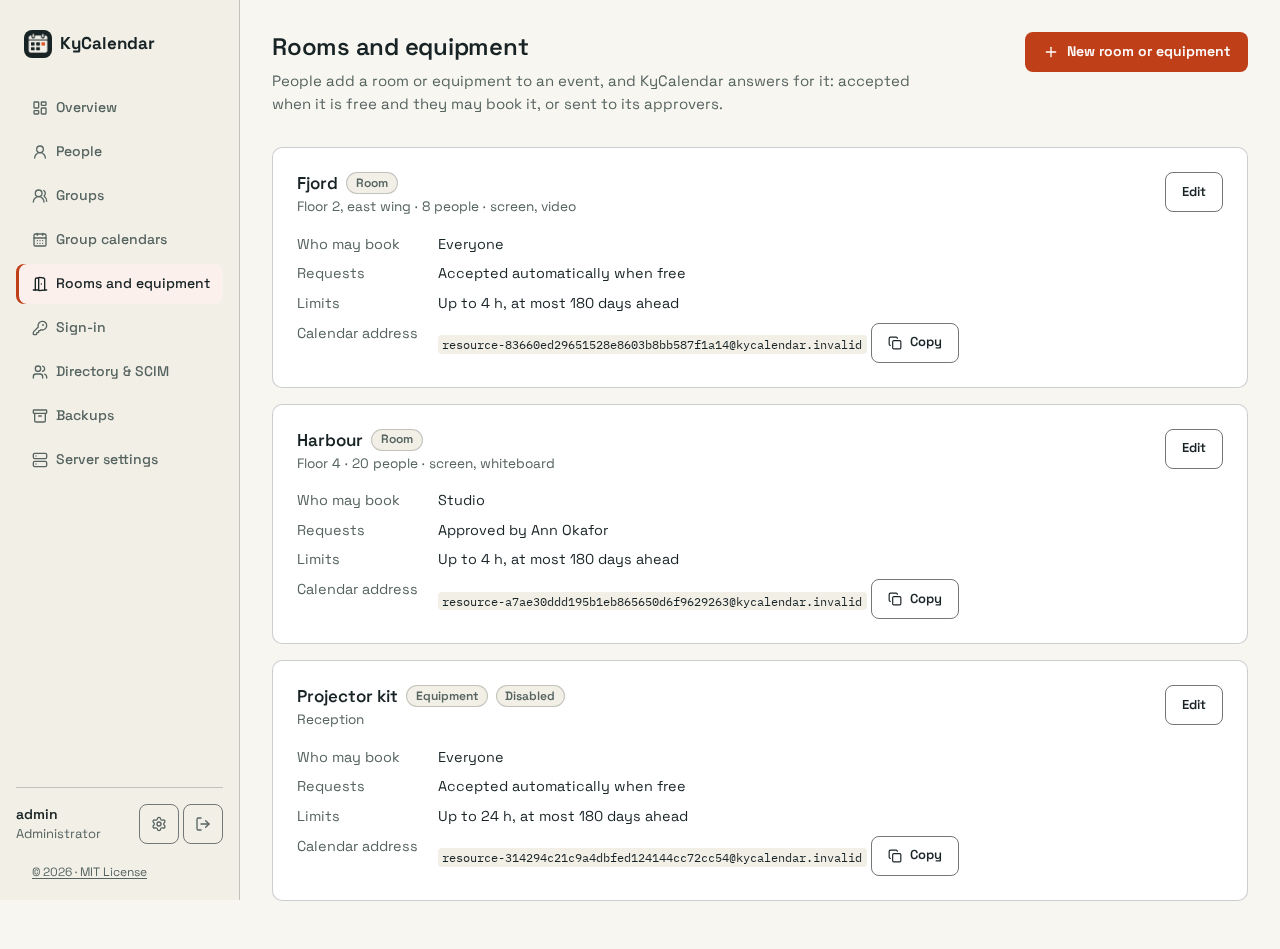 KyCalendar
Overview
People
Groups
Group calendars
Rooms and equipment
Sign-in
Directory & SCIM
Backups
Server settings
admin
Administrator
© 2026 · MIT License
Rooms and equipment
People add a room or equipment to an event, and KyCalendar answers for it: accepted
when it is free and they may book it, or sent to its approvers.
New room or equipment
Fjord Room
Floor 2, east wing · 8 people · screen, video
Edit
Who may book Everyone
Requests Accepted automatically when free
Limits Up to 4 h, at most 180 days ahead
Calendar address resource-83660ed29651528e8603b8bb587f1a14@kycalendar.invalid Copy
Harbour Room
Floor 4 · 20 people · screen, whiteboard
Edit
Who may book Studio
Requests Approved by Ann Okafor
Limits Up to 4 h, at most 180 days ahead
Calendar address resource-a7ae30ddd195b1eb865650d6f9629263@kycalendar.invalid Copy
Projector kit Equipment Disabled
Reception
Edit
Who may book Everyone
Requests Accepted automatically when free
Limits Up to 24 h, at most 180 days ahead
Calendar address resource-314294c21c9a4dbfed124144cc72cc54@kycalendar.invalid Copy